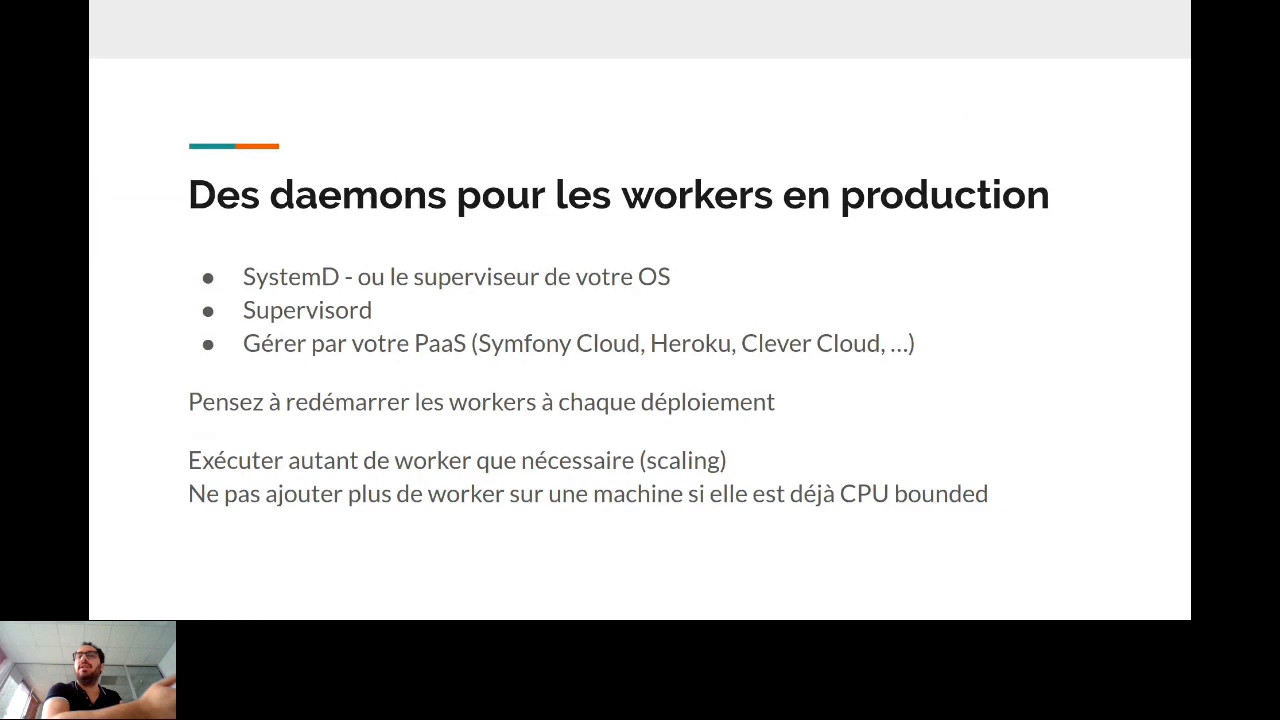 Des daemons pour les workers en production
● SystemD - ou le superviseur de votre OS
● Supervisord
● Gérer par votre PaaS (Symfony Cloud, Heroku, Clever Cloud, ...)
Pensez à redémarrer les workers à chaque déploiement
Exécuter autant de worker que nécessaire (scaling)
Ne pas ajouter plus de worker sur une machine si elle est déjà CPU bounded